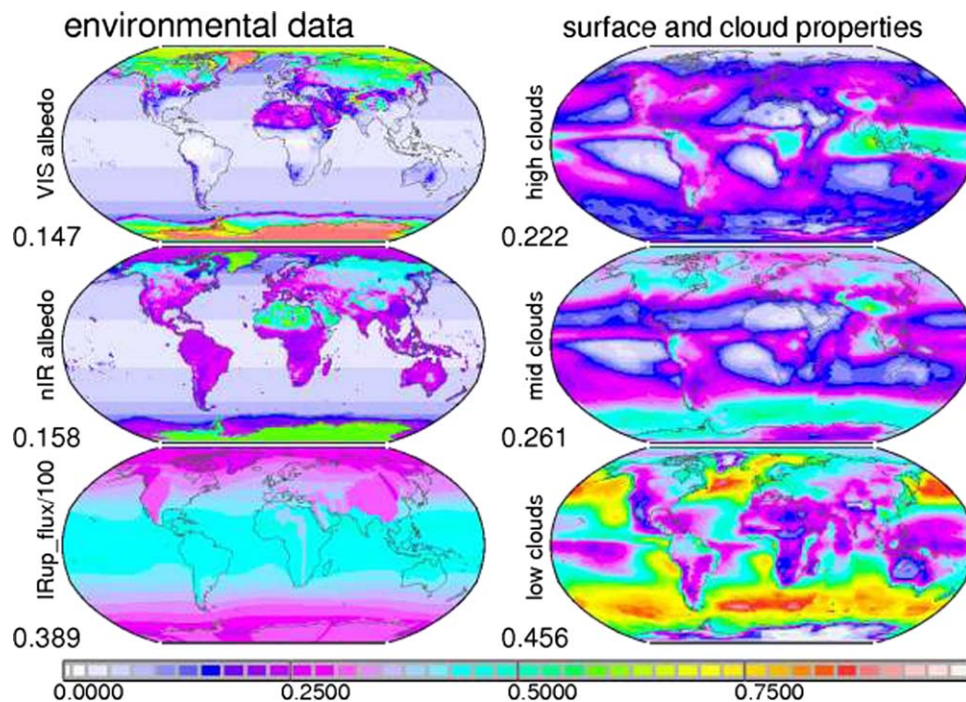 environmental data
surface and cloud properties
VIS albedo
0.147
high clouds
0.222
nIR albedo
0.158
mid clouds
0.261
IRup_flux/100
0.389
low clouds
0.456
0.0000 0.2500 0.5000 0.7500